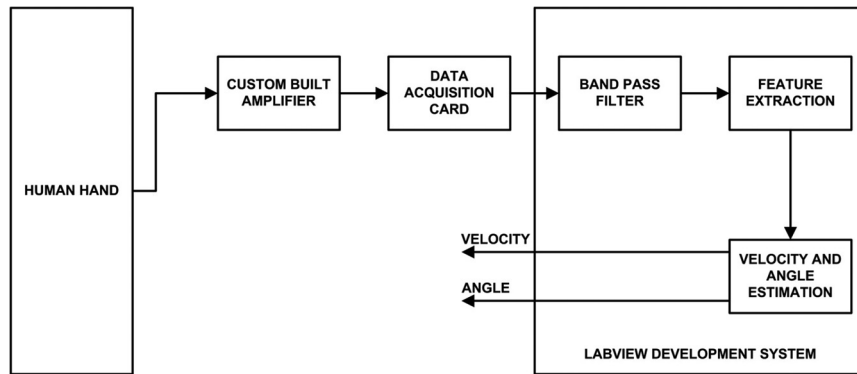 HUMAN HAND
CUSTOM BUILT
AMPLIFIER
DATA
ACQUISITION
CARD
BAND PASS
FILTER
FEATURE
EXTRACTION
VELOCITY
ANGLE
VELOCITY AND
ANGLE
ESTIMATION
LABVIEW DEVELOPMENT SYSTEM